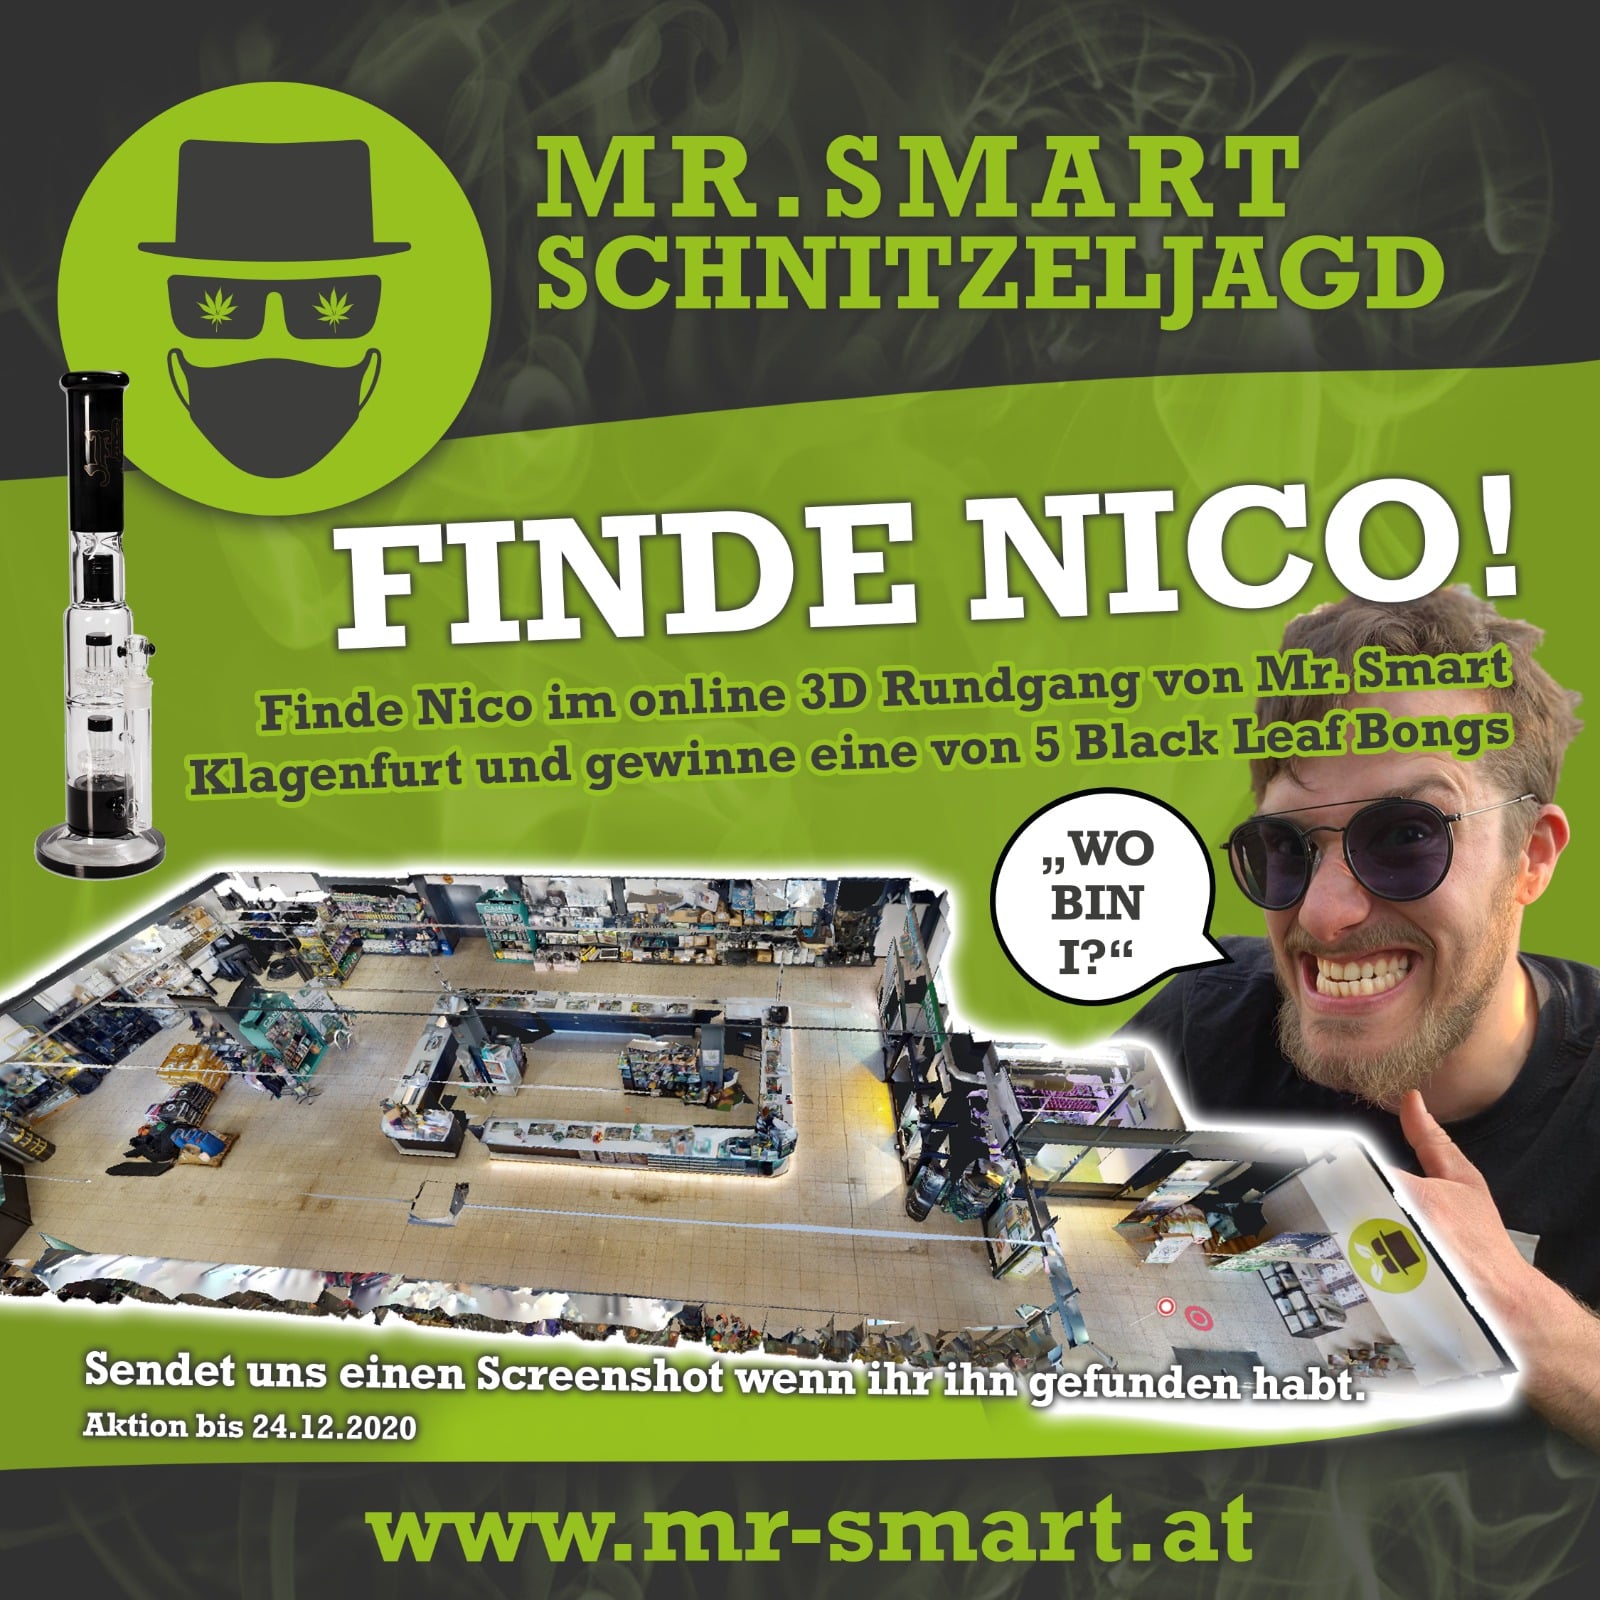 MR. SMART
SCHNITZELJAGD
FINDE NICO!
Finde Nico im online 3D Rundgang von Mr. Smart
Klagenfurt und gewinne eine von 5 Black Leaf Bongs
„WO
BIN
I?“
Sendet uns einen Screenshot wenn ihr ihn gefunden habt.
Aktion bis 24.12.2020
www.mr-smart.at